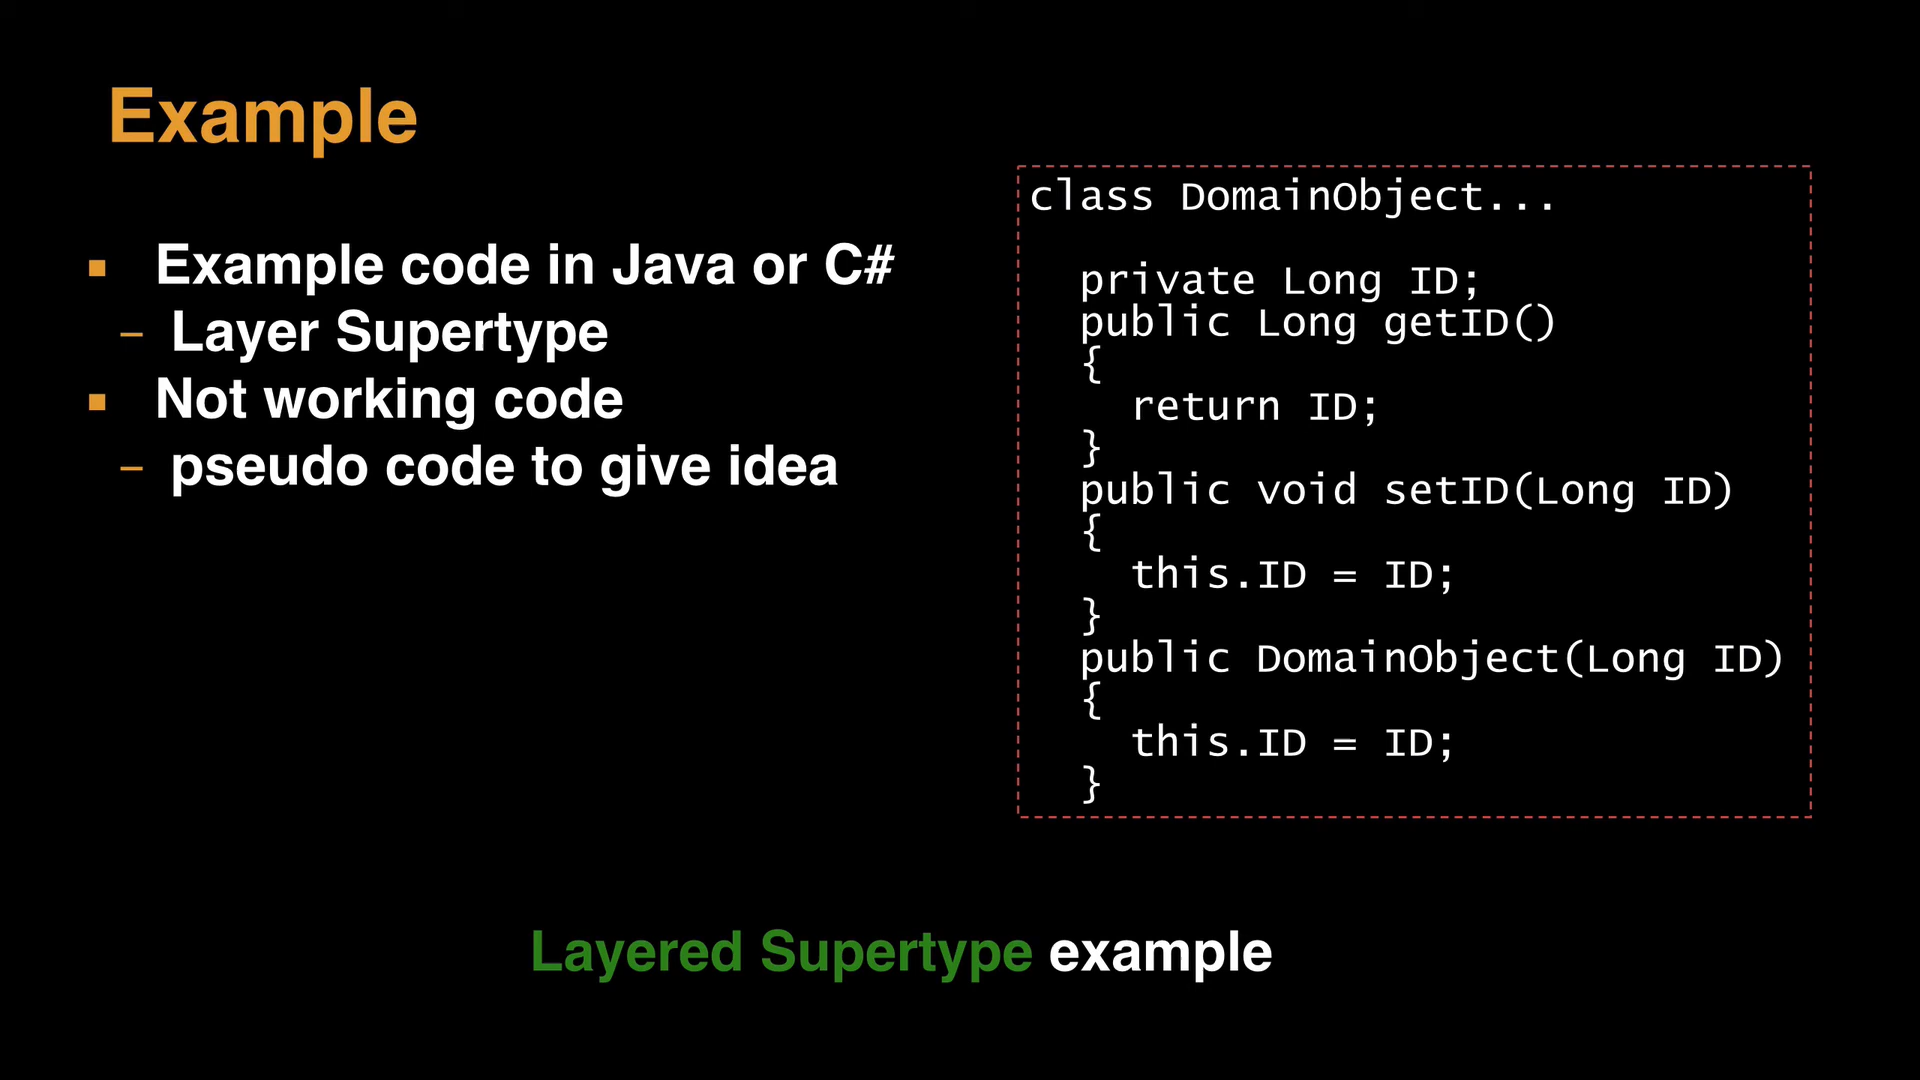 Example
Example code in Java or C#
– Layer Supertype
Not working code
– pseudo code to give idea
class DomainObject...
private Long ID;
public Long getID()
{
return ID;
}
public void setID(Long ID)
{
this.ID = ID;
}
public DomainObject(Long ID)
{
this.ID = ID;
}
Layered Supertype example